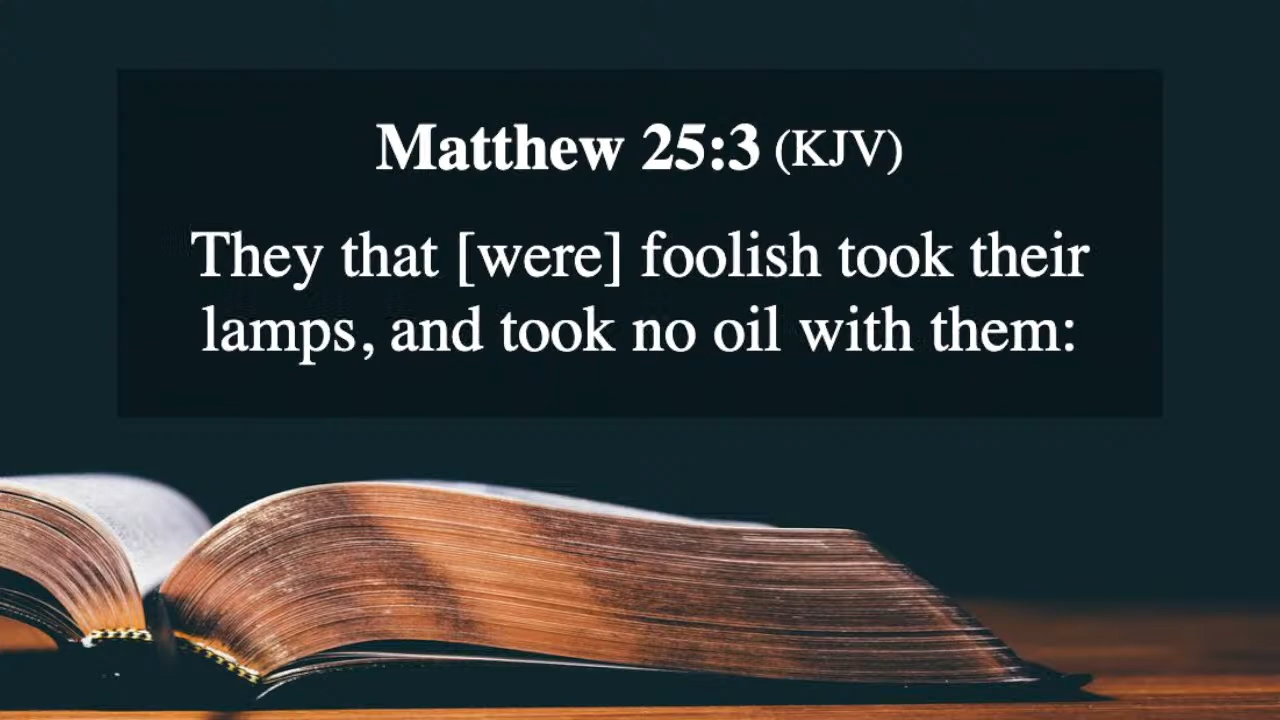 Matthew 25:3 (KJV)
They that [were] foolish took their
lamps, and took no oil with them: